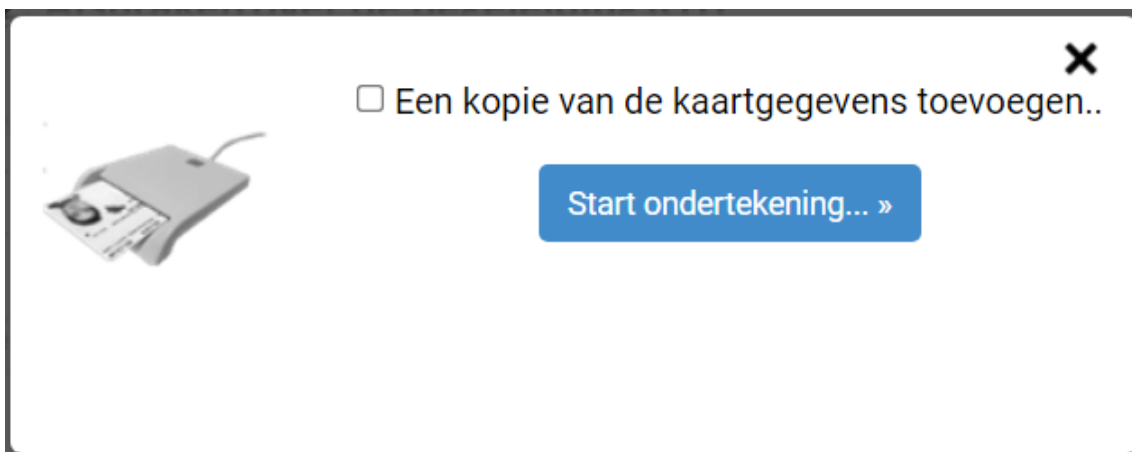 Een kopie van de kaartgegevens toevoegen..
Start ondertekening... »